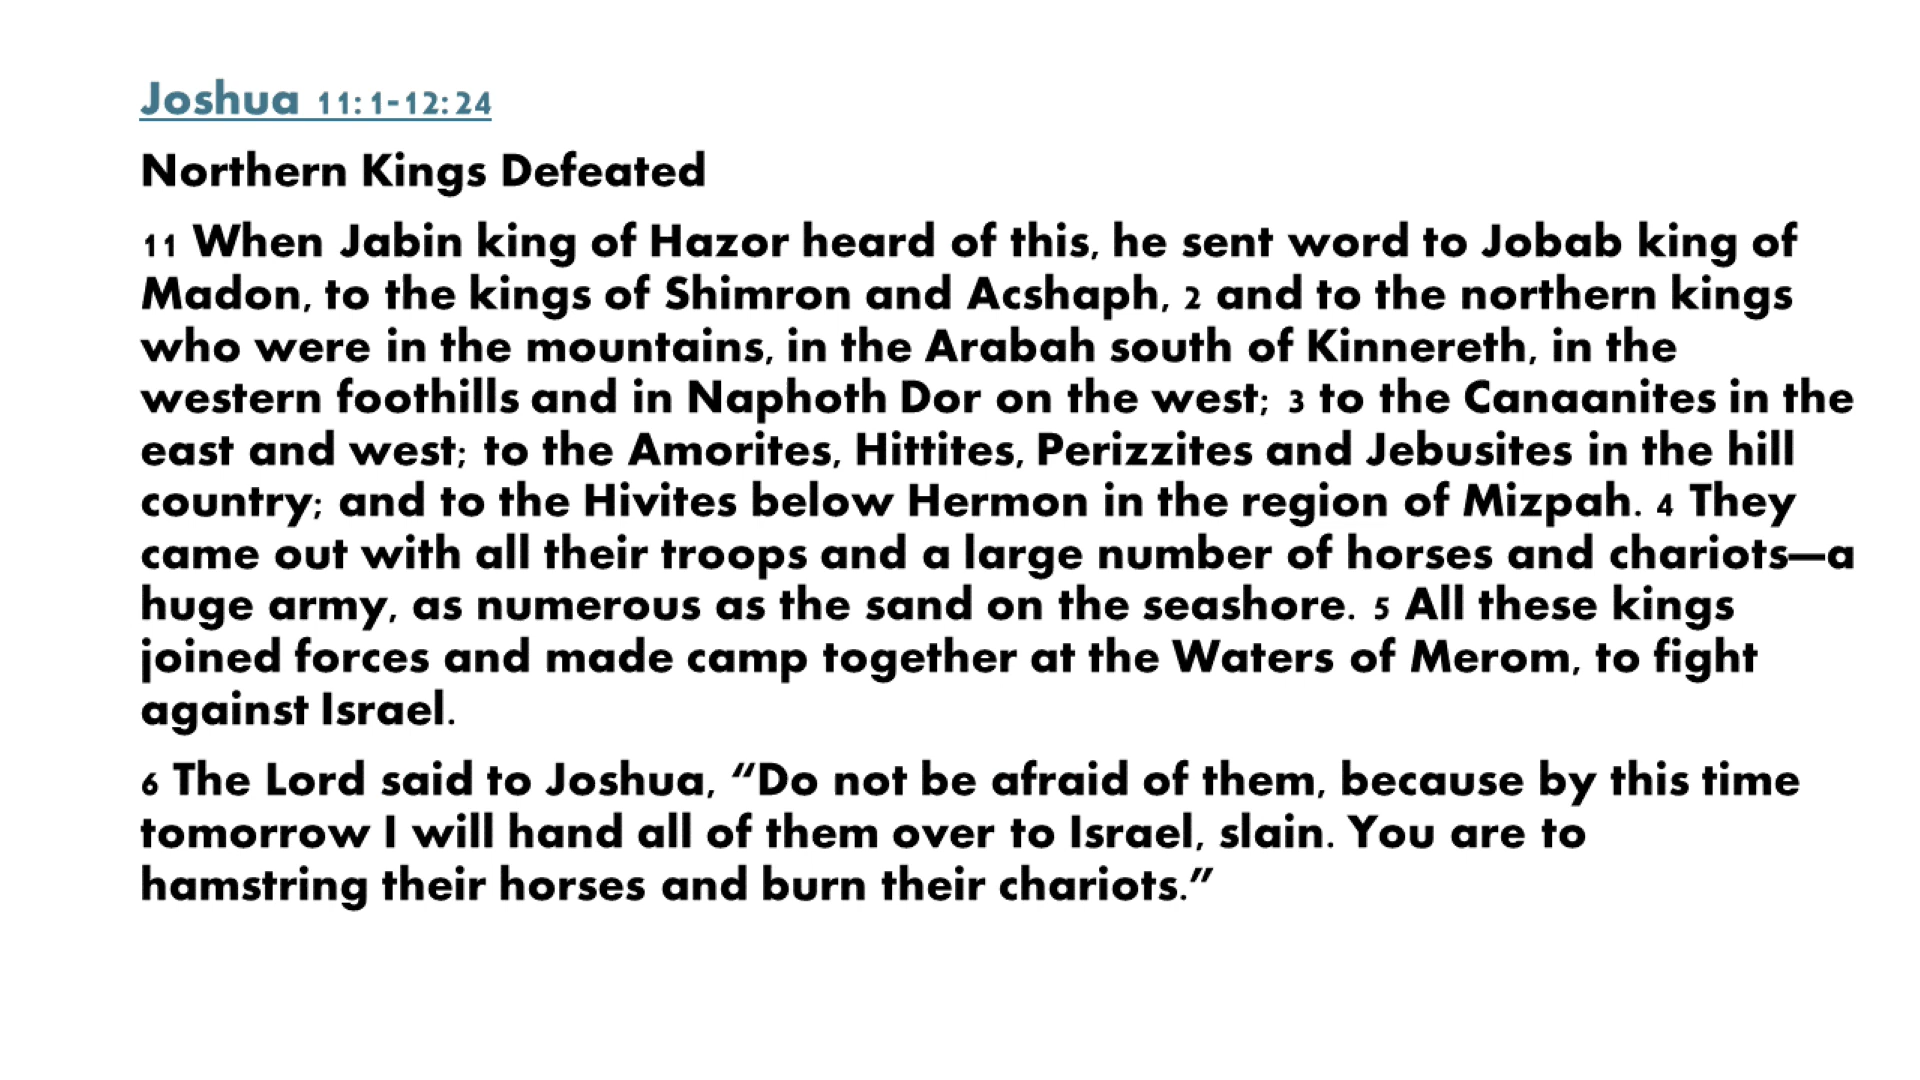 Joshua 11:1-12:24
Northern Kings Defeated
11 When Jabin king of Hazor heard of this, he sent word to Jobab king of
Madon, to the kings of Shimron and Acshaph, 2 and to the northern kings
who were in the mountains, in the Arabah south of Kinnereth, in the
western foothills and in Naphoth Dor on the west; 3 to the Canaanites in the
east and west; to the Amorites, Hittites, Perizzites and Jebusites in the hill
country; and to the Hivites below Hermon in the region of Mizpah. 4 They
came out with all their troops and a large number of horses and chariots—a
huge army, as numerous as the sand on the seashore. 5 All these kings
joined forces and made camp together at the Waters of Merom, to fight
against Israel.
6 The Lord said to Joshua, “Do not be afraid of them, because by this time
tomorrow I will hand all of them over to Israel, slain. You are to
hamstring their horses and burn their chariots.”